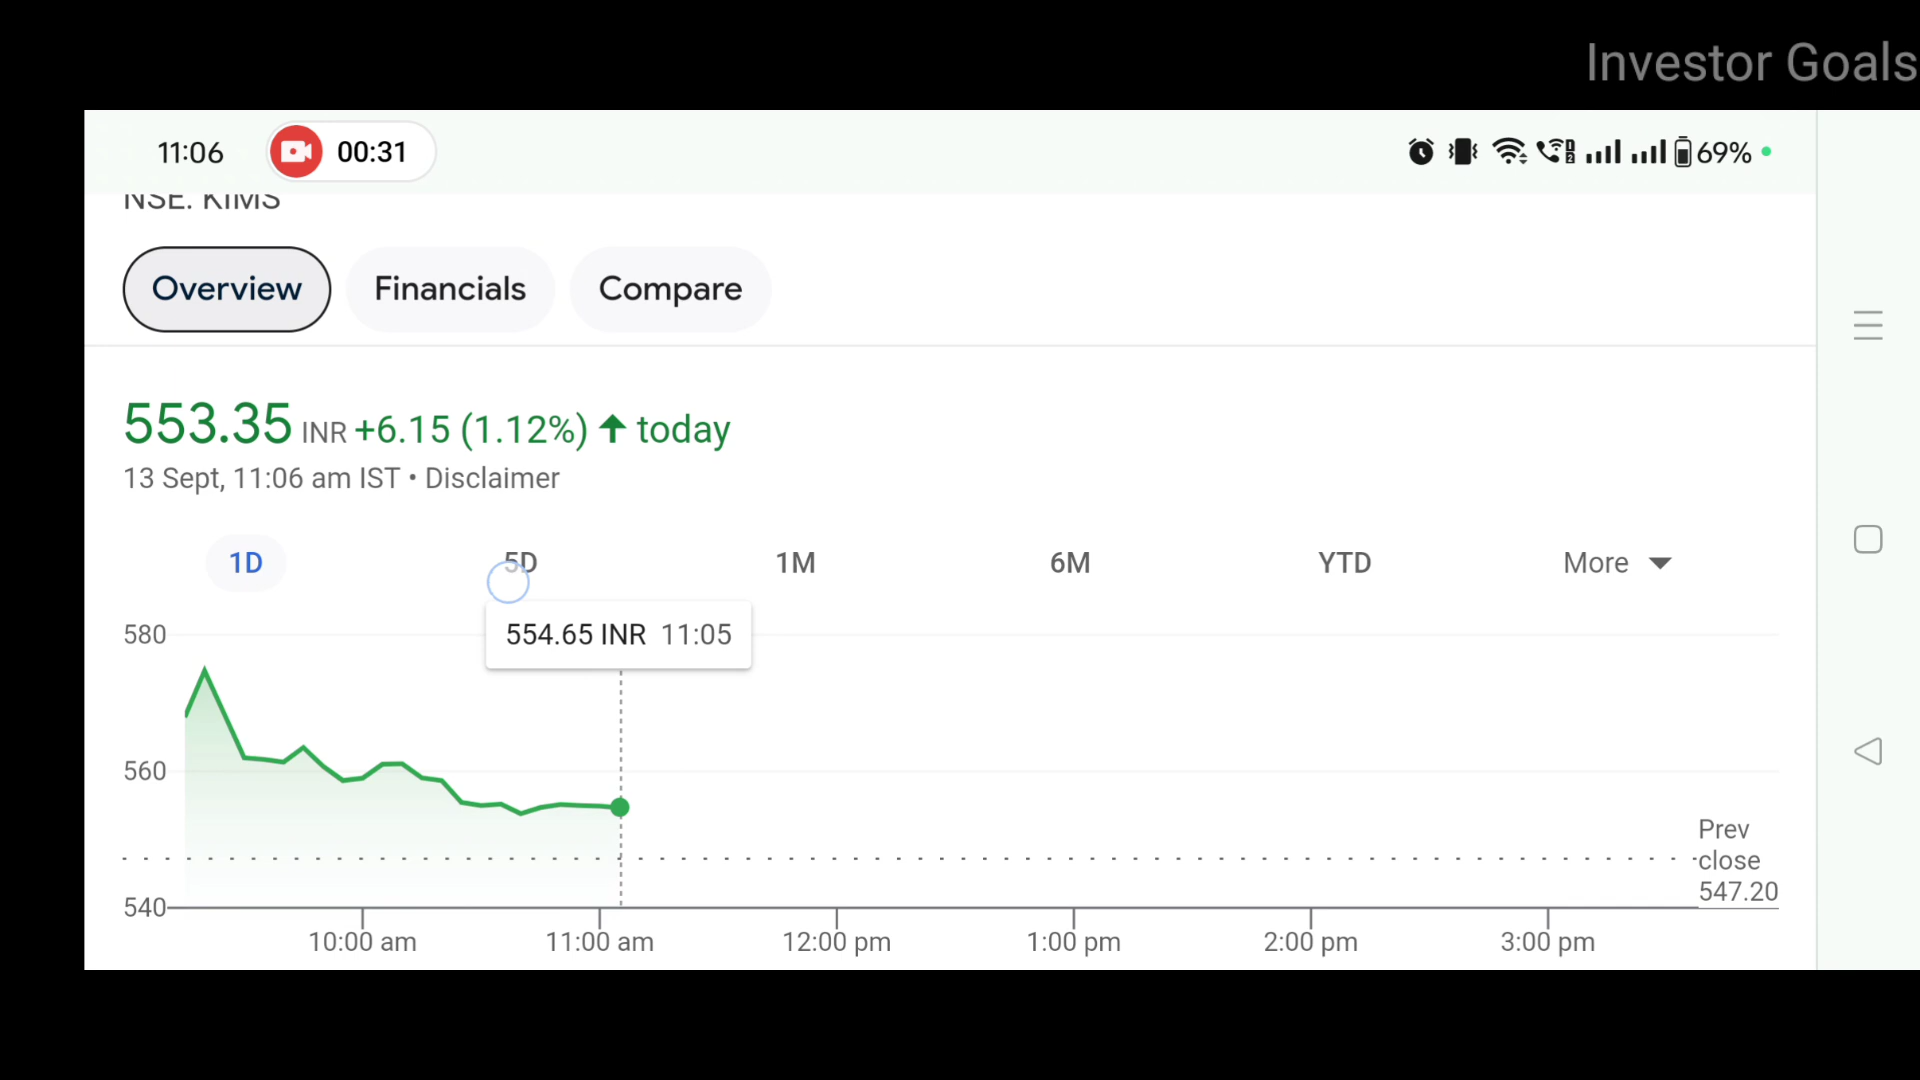 Investor Goals
11:06 00:31 69%
NSE: KIMS
Overview Financials Compare
553.35 INR +6.15 (1.12%) ↑ today
13 Sept, 11:06 am IST • Disclaimer
1D 5D 1M 6M YTD More
554.65 INR 11:05
580
560
540
Prev
close
547.20
10:00 am 11:00 am 12:00 pm 1:00 pm 2:00 pm 3:00 pm